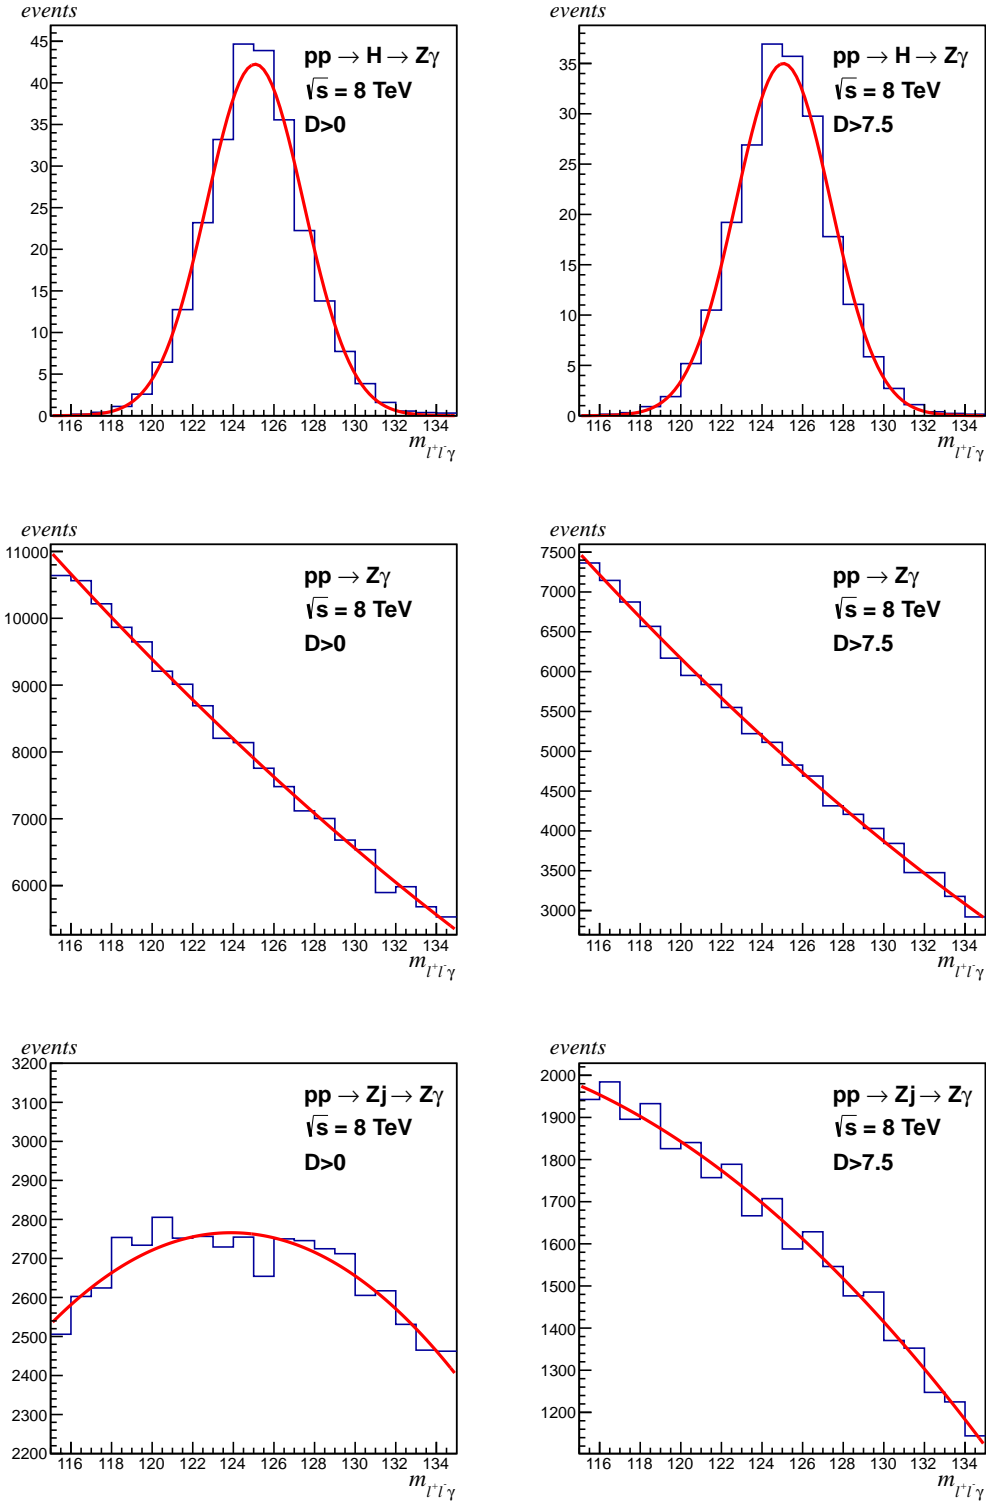 events
pp → H → Zγ
√s = 8 TeV
D>0
45
40
35
30
25
20
15
10
5
0
116 118 120 122 124 126 128 130 132 134
m_{l⁺l⁻γ}
events
pp → H → Zγ
√s = 8 TeV
D>7.5
35
30
25
20
15
10
5
0
116 118 120 122 124 126 128 130 132 134
m_{l⁺l⁻γ}
events
pp → Zγ
√s = 8 TeV
D>0
11000
10000
9000
8000
7000
6000
116 118 120 122 124 126 128 130 132 134
m_{l⁺l⁻γ}
events
pp → Zγ
√s = 8 TeV
D>7.5
7500
7000
6500
6000
5500
5000
4500
4000
3500
3000
116 118 120 122 124 126 128 130 132 134
m_{l⁺l⁻γ}
events
pp → Zj → Zγ
√s = 8 TeV
D>0
3200
3100
3000
2900
2800
2700
2600
2500
2400
2300
2200
116 118 120 122 124 126 128 130 132 134
m_{l⁺l⁻γ}
events
pp → Zj → Zγ
√s = 8 TeV
D>7.5
2000
1900
1800
1700
1600
1500
1400
1300
1200
116 118 120 122 124 126 128 130 132 134
m_{l⁺l⁻γ}